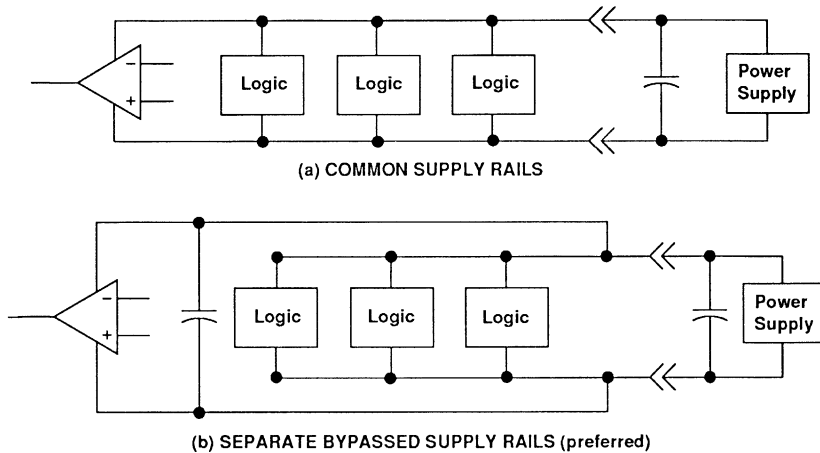 −
+
Logic
Logic
Logic
Power
Supply
(a) COMMON SUPPLY RAILS
−
+
Logic
Logic
Logic
Power
Supply
(b) SEPARATE BYPASSED SUPPLY RAILS (preferred)